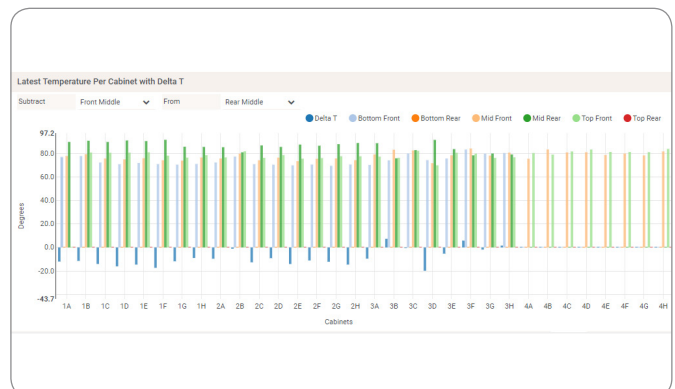 Latest Temperature Per Cabinet with Delta T
Subtract Front Middle From Rear Middle
Delta T Bottom Front Bottom Rear Mid Front Mid Rear Top Front Top Rear
97.2
80.0
60.0
40.0
20.0
0.0
-20.0
-43.7
Degrees
1A 1B 1C 1D 1E 1F 1G 1H 2A 2B 2C 2D 2E 2F 2G 2H 3A 3B 3C 3D 3E 3F 3G 3H 4A 4B 4C 4D 4E 4F 4G 4H
Cabinets